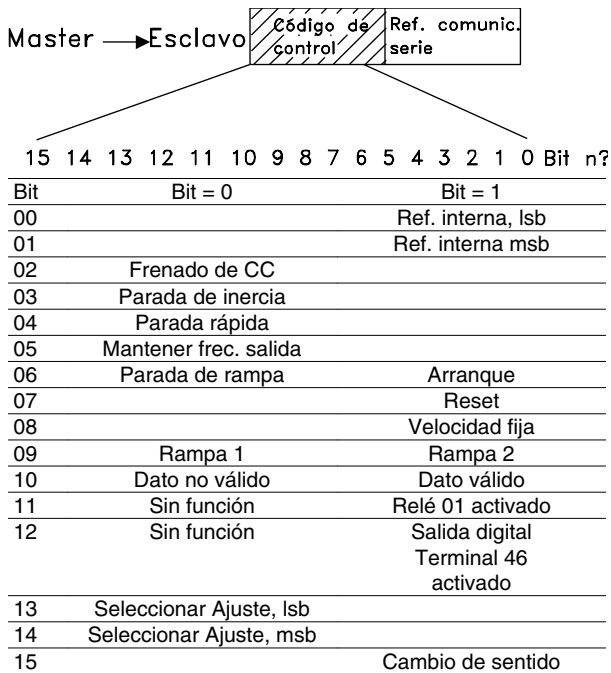 Master Esclavo Código de control Ref. comunic. serie
15 14 13 12 11 10 9 8 7 6 5 4 3 2 1 0 Bit n?
Bit Bit = 0 Bit = 1
00 Ref. interna, lsb
01 Ref. interna msb
02 Frenado de CC
03 Parada de inercia
04 Parada rápida
05 Mantener frec. salida
06 Parada de rampa Arranque
07 Reset
08 Velocidad fija
09 Rampa 1 Rampa 2
10 Dato no válido Dato válido
11 Sin función Relé 01 activado
12 Sin función Salida digital
Terminal 46
activado
13 Seleccionar Ajuste, lsb
14 Seleccionar Ajuste, msb
15 Cambio de sentido